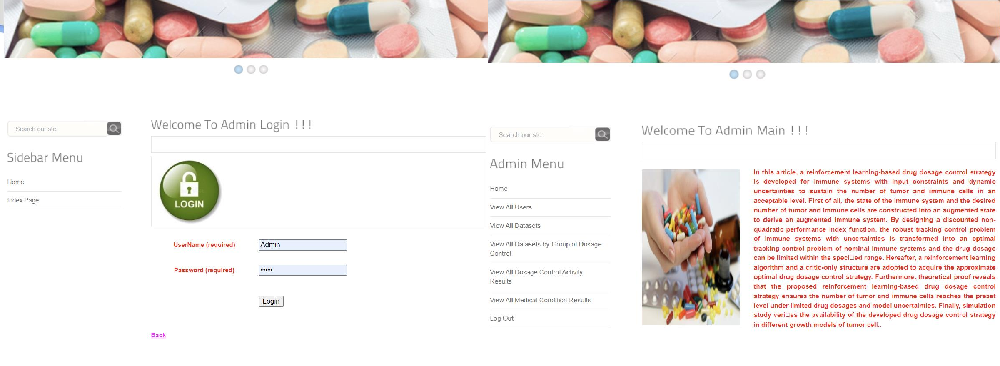 Search our ste:
Sidebar Menu
Home
Index Page
Welcome To Admin Login ! ! !
LOGIN
UserName (required)
Admin
Password (required)
•••••
Login
Back
Search our ste:
Admin Menu
Home
View All Users
View All Datasets
View All Datasets by Group of Dosage
Control
View All Dosage Control Activity
Results
View All Medical Condition Results
Log Out
Welcome To Admin Main ! ! !
In this article, a reinforcement learning-based drug dosage control strategy
is developed for immune systems with input constraints and dynamic
uncertainties to sustain the number of tumor and immune cells in an
acceptable level. First of all, the state of the immune system and the desired
number of tumor and immune cells are constructed into an augmented state
to derive an augmented immune system. By designing a discounted non-
quadratic performance index function, the robust tracking control problem
of immune systems with uncertainties is transformed into an optimal
tracking control problem of nominal immune systems and the drug dosage
can be limited within the speci□ed range. Hereafter, a reinforcement learning
algorithm and a critic-only structure are adopted to acquire the approximate
optimal drug dosage control strategy. Furthermore, theoretical proof reveals
that the proposed reinforcement learning-based drug dosage control
strategy ensures the number of tumor and immune cells reaches the preset
level under limited drug dosages and model uncertainties. Finally, simulation
study veri□es the availability of the developed drug dosage control strategy
in different growth models of tumor cell..